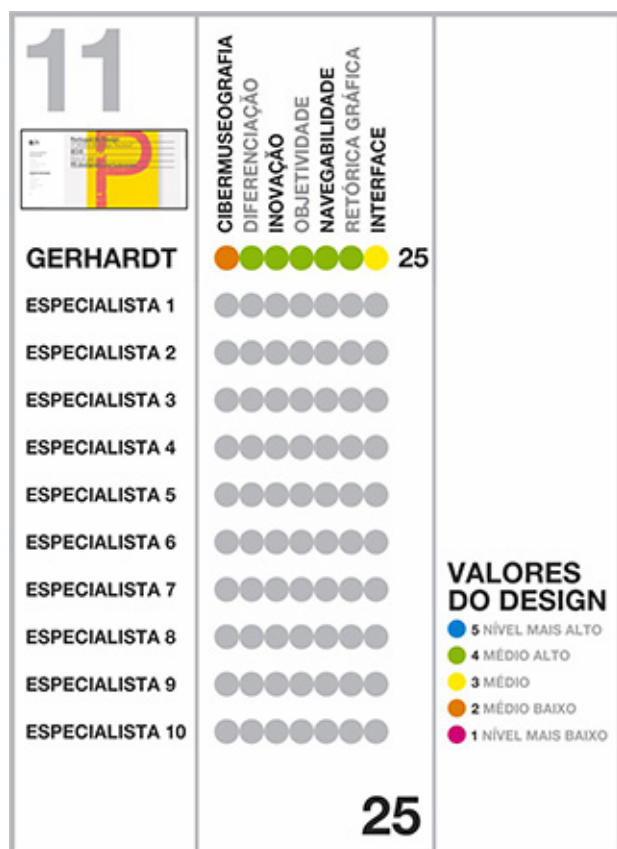 11
CIBERMUSEOGRAFIA
DIFERENCIAÇÃO
INOVAÇÃO
OBJETIVIDADE
NAVEGABILIDADE
RETÓRICA GRÁFICA
INTERFACE
GERHARDT
25
ESPECIALISTA 1
ESPECIALISTA 2
ESPECIALISTA 3
ESPECIALISTA 4
ESPECIALISTA 5
ESPECIALISTA 6
ESPECIALISTA 7
ESPECIALISTA 8
ESPECIALISTA 9
ESPECIALISTA 10
VALORES
DO DESIGN
5 NÍVEL MAIS ALTO
4 MÉDIO ALTO
3 MÉDIO
2 MÉDIO BAIXO
1 NÍVEL MAIS BAIXO
25